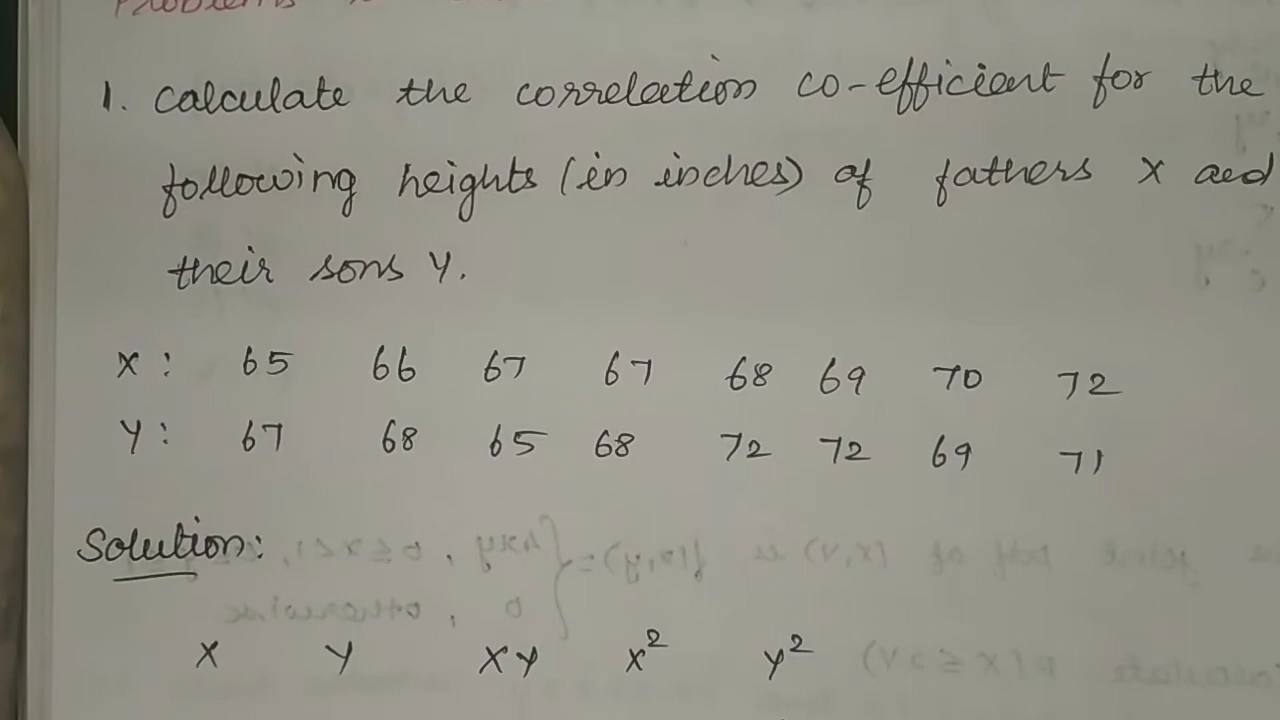 Problems
1. Calculate the correlation co-efficient for the
following heights (in inches) of fathers X and
their sons Y.
X : 65 66 67 67 68 69 70 72
Y : 67 68 65 68 72 72 69 71
Solution:
X Y XY X² Y²